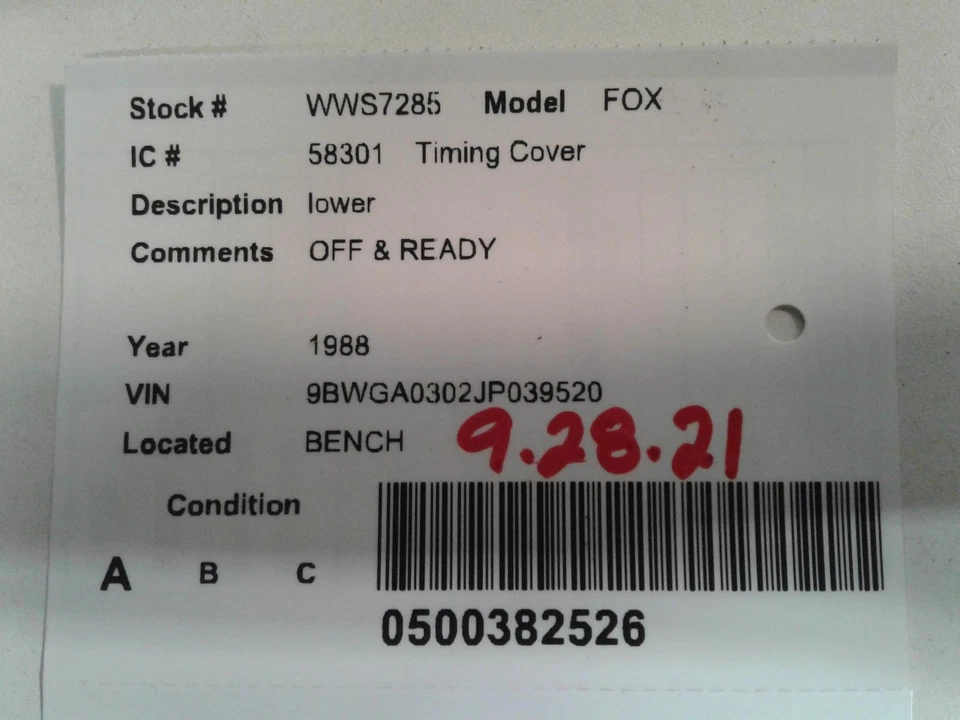 Stock # WWS7285 Model FOX
IC # 58301 Timing Cover
Description lower
Comments OFF & READY
Year 1988
VIN 9BWGA0302JP039520
Located BENCH 9.28.21
Condition
A B C
0500382526